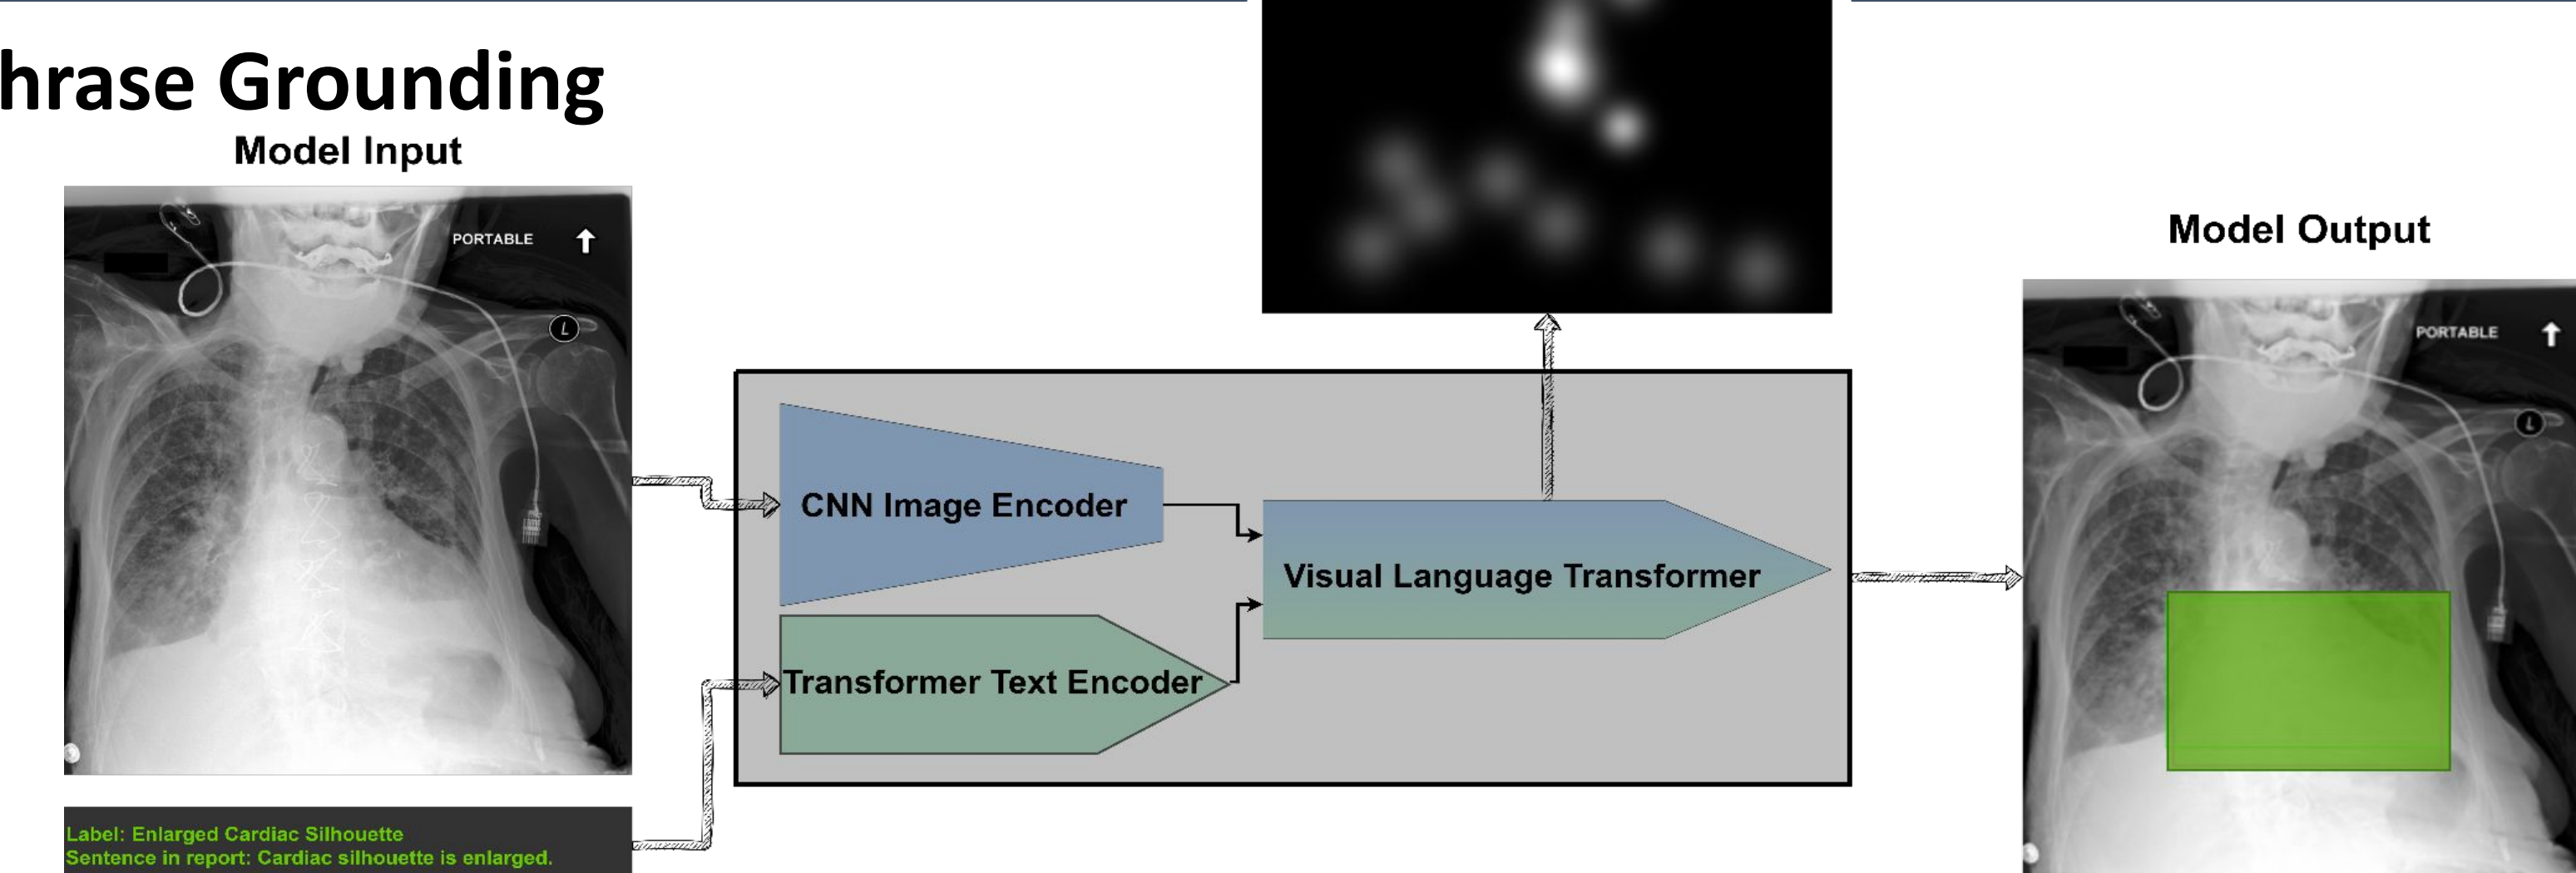 hrase Grounding
Model Input
PORTABLE
L
Label: Enlarged Cardiac Silhouette
Sentence in report: Cardiac silhouette is enlarged.
CNN Image Encoder
Transformer Text Encoder
Visual Language Transformer
Model Output
PORTABLE
L